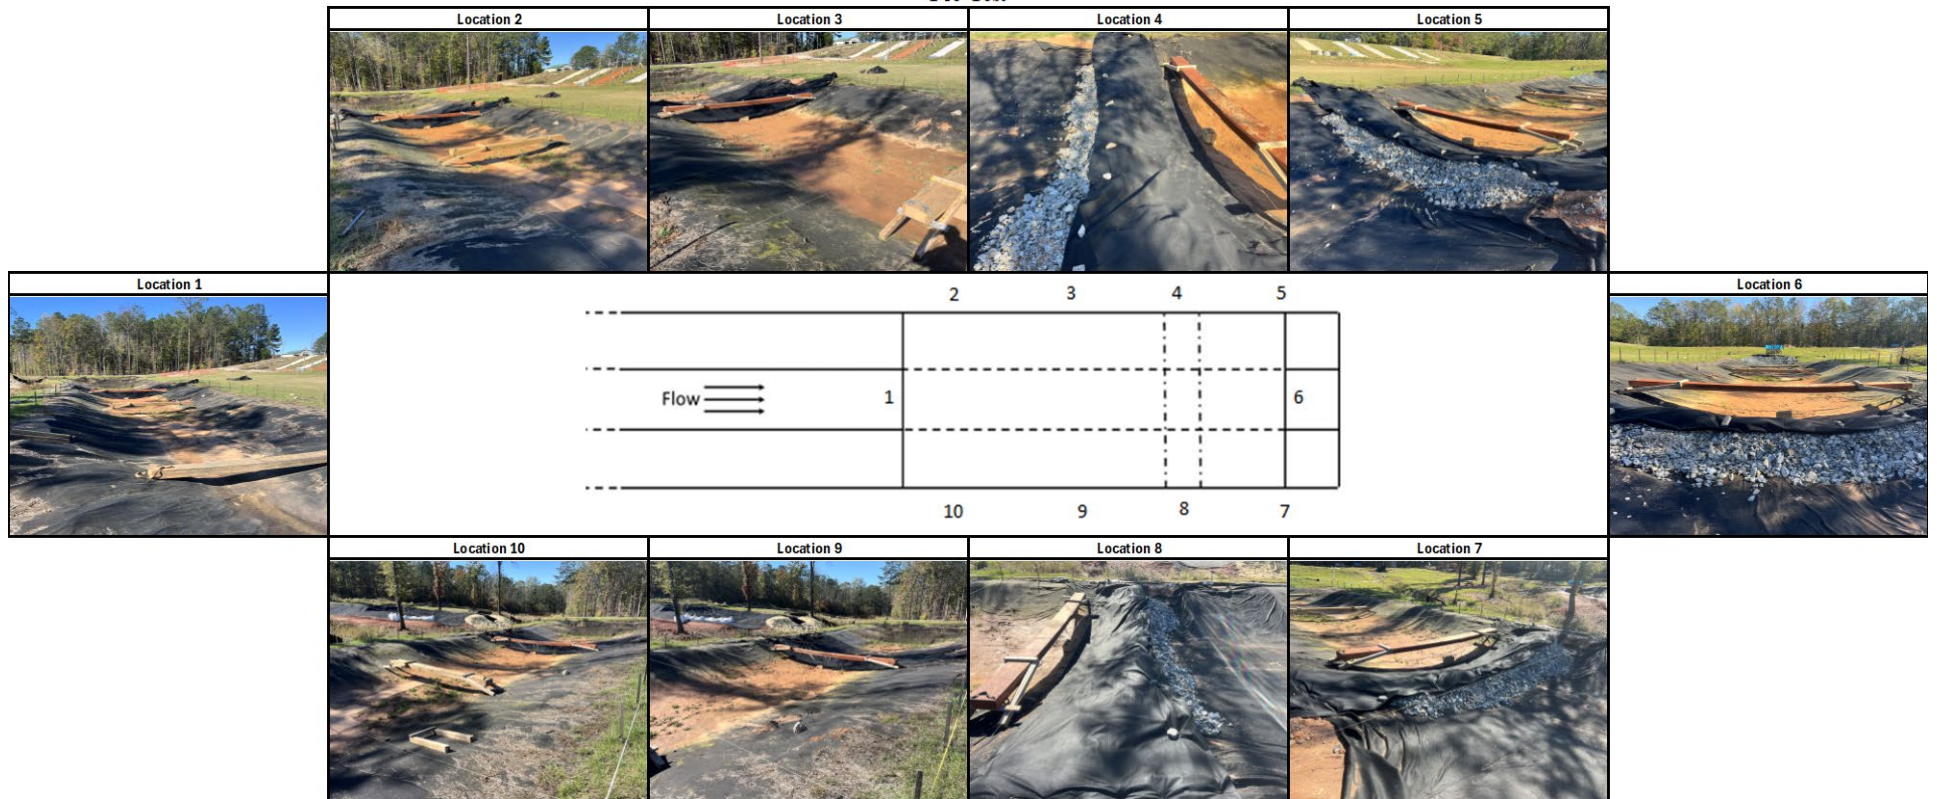 Location 2
Location 3
Location 4
Location 5
Location 1
2
3
4
5
Location 6
Flow
1
6
10
9
8
7
Location 10
Location 9
Location 8
Location 7